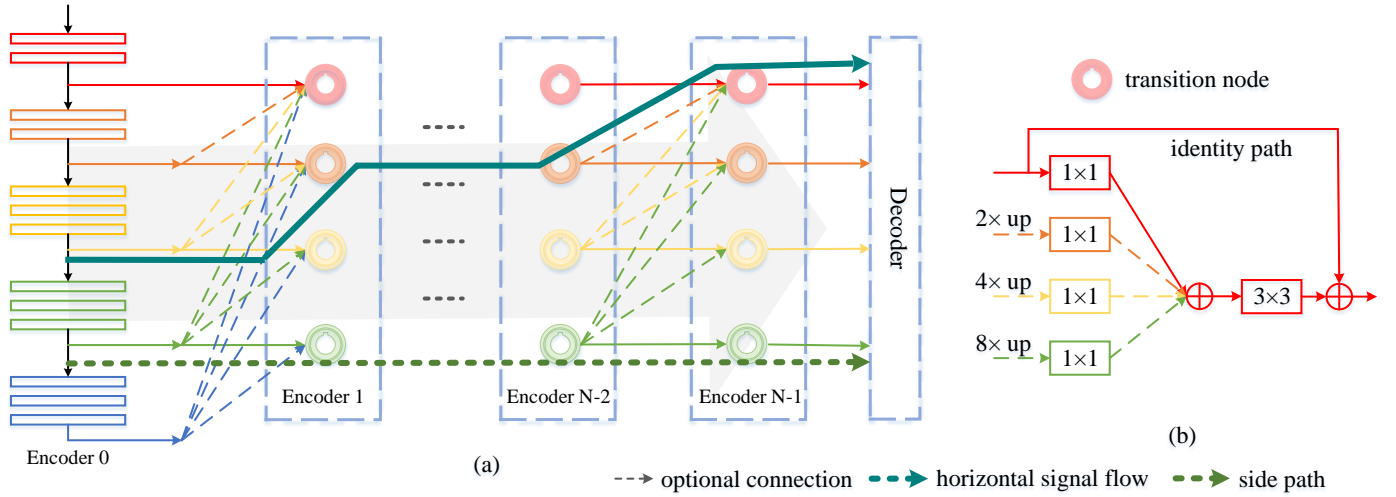 transition node
identity path
1×1
2× up
1×1
4× up
1×1
3×3
8× up
1×1
Decoder
Encoder 1
Encoder N-2
Encoder N-1
Encoder 0
(a)
(b)
optional connection
horizontal signal flow
side path